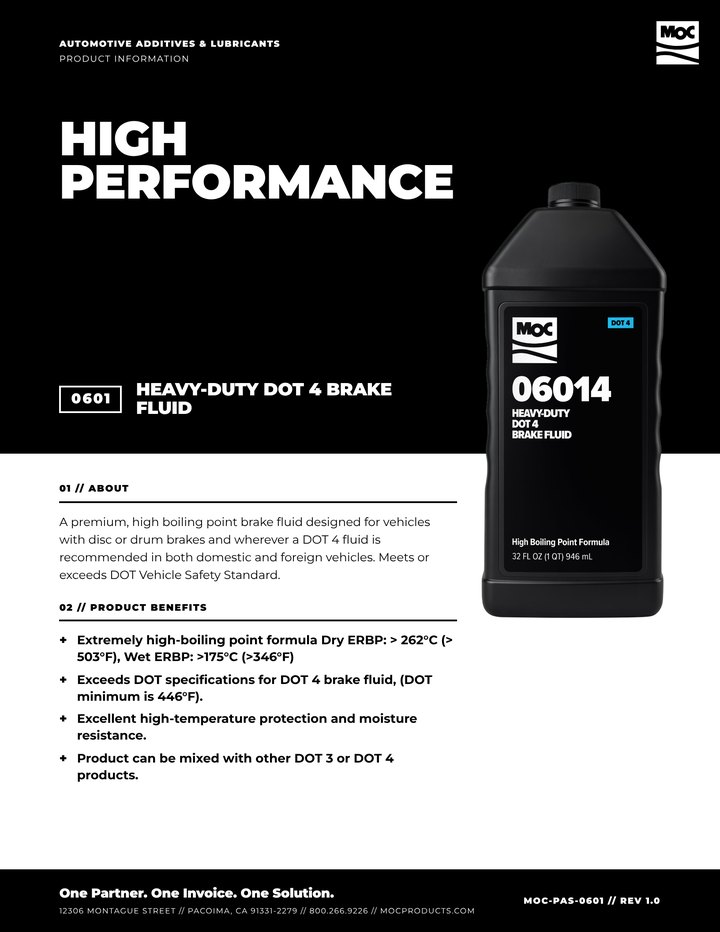 AUTOMOTIVE ADDITIVES & LUBRICANTS
PRODUCT INFORMATION
MOC
HIGH
PERFORMANCE
0601
HEAVY-DUTY DOT 4 BRAKE
FLUID
MOC
DOT 4
06014
HEAVY-DUTY
DOT 4
BRAKE FLUID
High Boiling Point Formula
32 FL OZ (1 QT) 946 mL
01 // ABOUT
A premium, high boiling point brake fluid designed for vehicles
with disc or drum brakes and wherever a DOT 4 fluid is
recommended in both domestic and foreign vehicles. Meets or
exceeds DOT Vehicle Safety Standard.
02 // PRODUCT BENEFITS
+ Extremely high-boiling point formula Dry ERBP: > 262°C (>
503°F), Wet ERBP: >175°C (>346°F)
+ Exceeds DOT specifications for DOT 4 brake fluid, (DOT
minimum is 446°F).
+ Excellent high-temperature protection and moisture
resistance.
+ Product can be mixed with other DOT 3 or DOT 4
products.
One Partner. One Invoice. One Solution.
12306 MONTAGUE STREET // PACOIMA, CA 91331-2279 // 800.266.9226 // MOCPRODUCTS.COM
MOC-PAS-0601 // REV 1.0